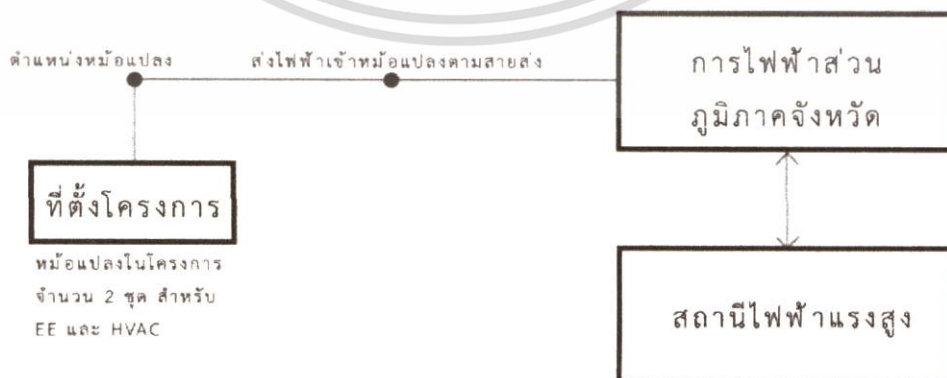 ตำแหน่งหม้อแปลง
ส่งไฟฟ้าเข้าหม้อแปลงตามสายส่ง
การไฟฟ้าส่วน
ภูมิภาคจังหวัด
ที่ตั้งโครงการ
หม้อแปลงในโครงการ
จำนวน 2 ชุด สำหรับ
EE และ HVAC
สถานีไฟฟ้าแรงสูง